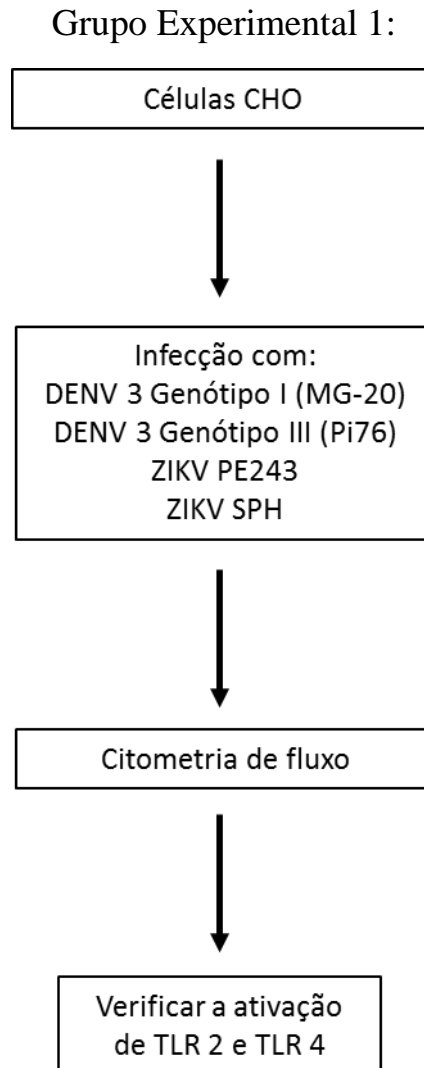 Grupo Experimental 1:
Células CHO
Infecção com:
DENV 3 Genótipo I (MG-20)
DENV 3 Genótipo III (Pi76)
ZIKV PE243
ZIKV SPH
Citometria de fluxo
Verificar a ativação
de TLR 2 e TLR 4